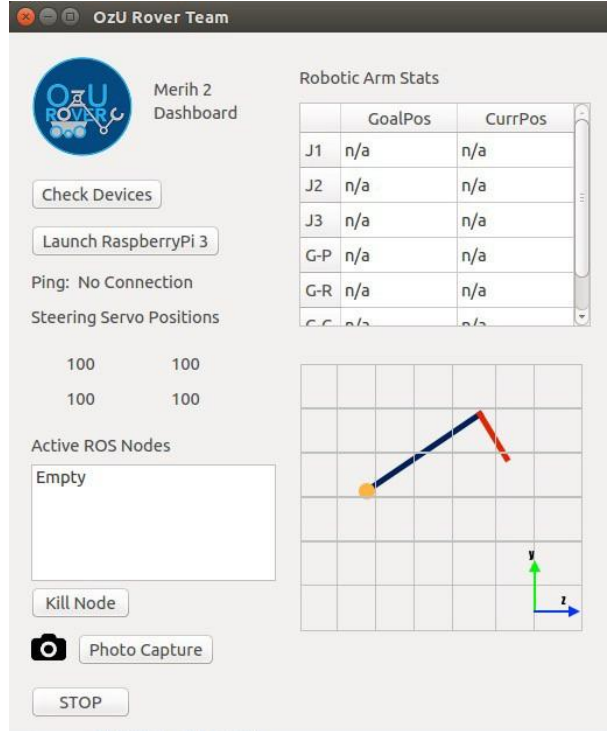 OzU Rover Team
OzU
ROVER
Merih 2
Dashboard
Check Devices
Launch RaspberryPi 3
Ping: No Connection
Steering Servo Positions
100 100
100 100
Active ROS Nodes
Empty
Kill Node
Photo Capture
STOP
Robotic Arm Stats
GoalPos CurrPos
J1 n/a n/a
J2 n/a n/a
J3 n/a n/a
G-P n/a n/a
G-R n/a n/a
y
z